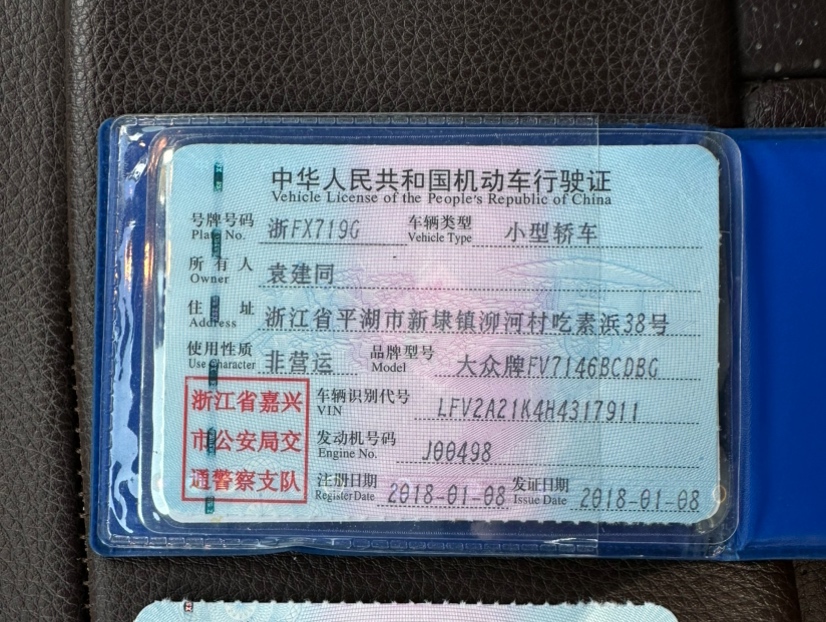 中华人民共和国机动车行驶证
Vehicle License of the People's Republic of China
号牌号码 浙FX719G 车辆类型 小型轿车
Plate No. Vehicle Type
所有人 袁建同
Owner
住址 浙江省平湖市新埭镇泖河村吃素浜38号
Address
使用性质 非营运 品牌型号 大众牌FV7146BCDBG
Use Character Model
浙江省嘉兴
市公安局交
通警察支队
车辆识别代号 LFV2A21K4H4317911
VIN
发动机号码 J00498
Engine No.
注册日期 2018-01-08 发证日期 2018-01-08
Register Date Issue Date